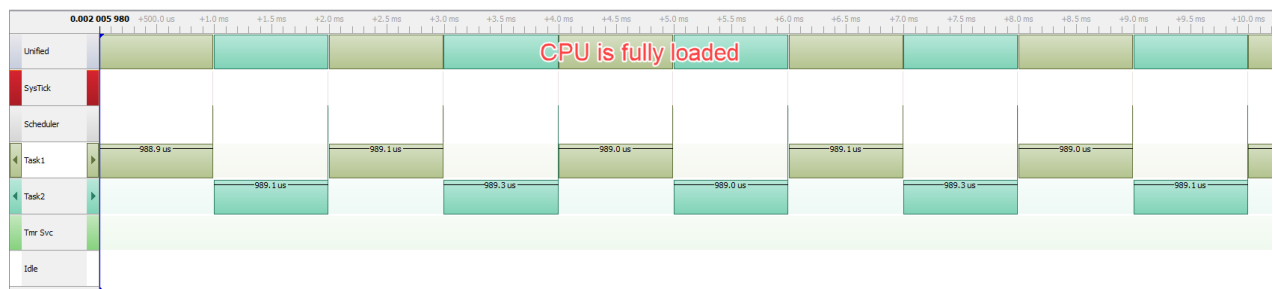 0.002 005 980 +500.0 us +1.0 ms +1.5 ms +2.0 ms +2.5 ms +3.0 ms +3.5 ms +4.0 ms +4.5 ms +5.0 ms +5.5 ms +6.0 ms +6.5 ms +7.0 ms +7.5 ms +8.0 ms +8.5 ms +9.0 ms +9.5 ms +10.0 ms
Unified CPU is fully loaded
SysTick
Scheduler
Task1 988.9 us 989.1 us 989.0 us 989.1 us 989.0 us
Task2 989.1 us 989.3 us 989.0 us 989.3 us 989.1 us
Tmr Svc
Idle